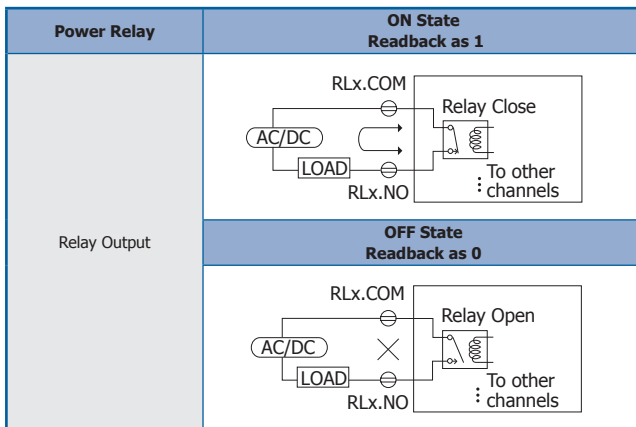 Power Relay
ON State
Readback as 1
Relay Output
RLx.COM
Relay Close
AC/DC
LOAD
To other
channels
RLx.NO
OFF State
Readback as 0
RLx.COM
Relay Open
AC/DC
LOAD
To other
channels
RLx.NO